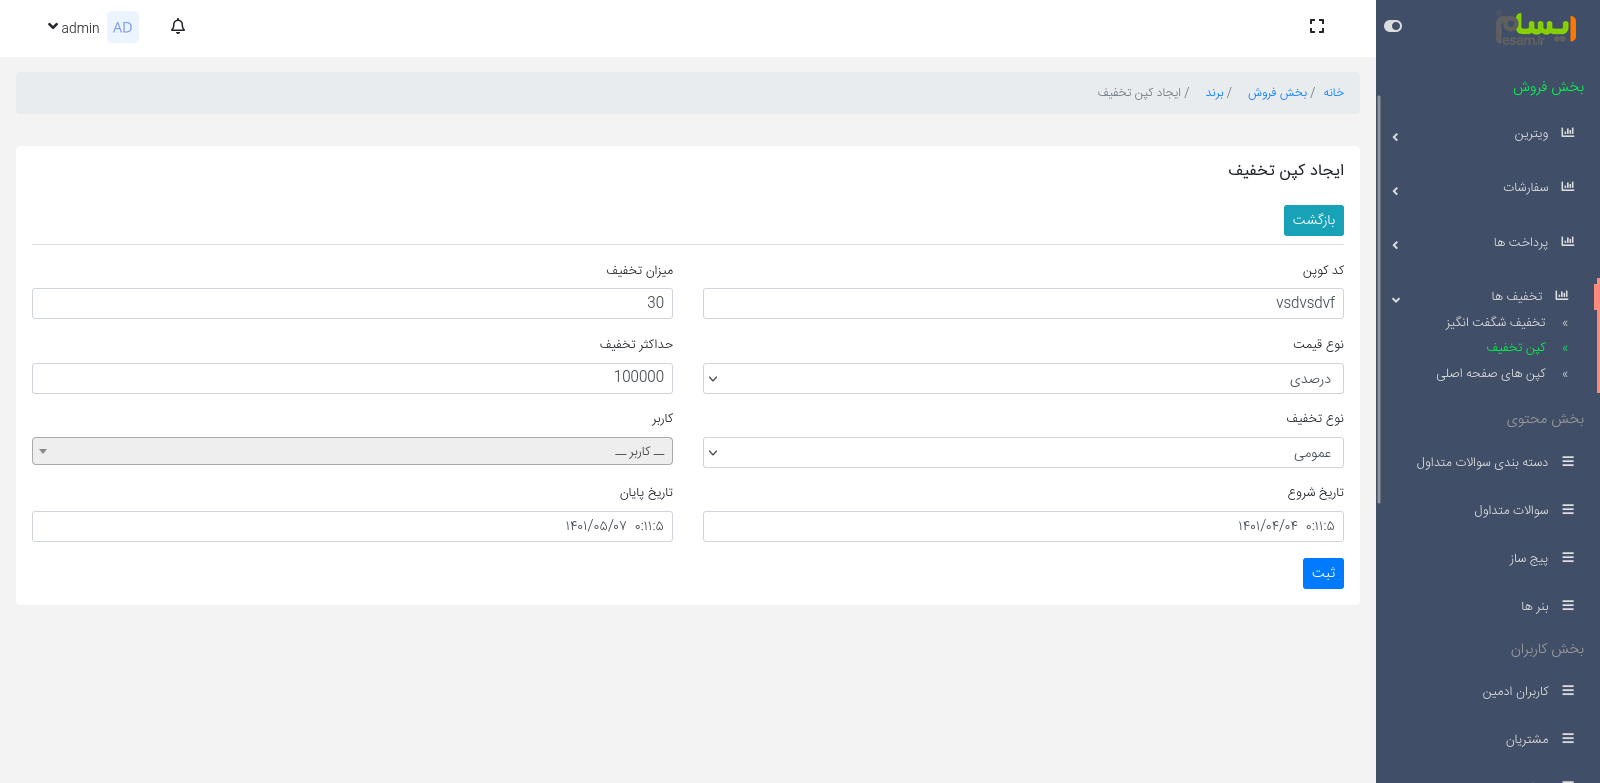 ایسام
esam.ir
بخش فروش
ویترین
سفارشات
پرداخت ها
تخفیف ها
» تخفیف شگفت انگیز
» کپن تخفیف
» کپن های صفحه اصلی
بخش محتوی
دسته بندی سوالات متداول
سوالات متداول
پیج ساز
بنر ها
بخش کاربران
کاربران ادمین
مشتریان
AD admin
خانه / بخش فروش / برند / ایجاد کپن تخفیف
ایجاد کپن تخفیف
بازگشت
کد کوپن
vsdvsdvf
میزان تخفیف
30
نوع قیمت
درصدی
حداکثر تخفیف
100000
نوع تخفیف
عمومی
کاربر
__ کاربر __
تاریخ شروع
۱۴۰۱/۰۴/۰۴ ۰:۱۱:۵
تاریخ پایان
۱۴۰۱/۰۵/۰۷ ۰:۱۱:۵
ثبت